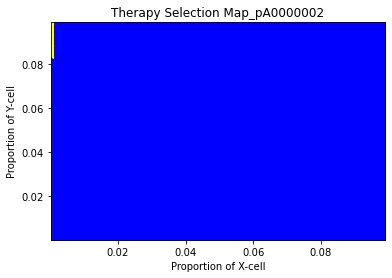 Therapy Selection Map_pA0000002
Proportion of Y-cell
0.08
0.06
0.04
0.02
0.02 0.04 0.06 0.08
Proportion of X-cell